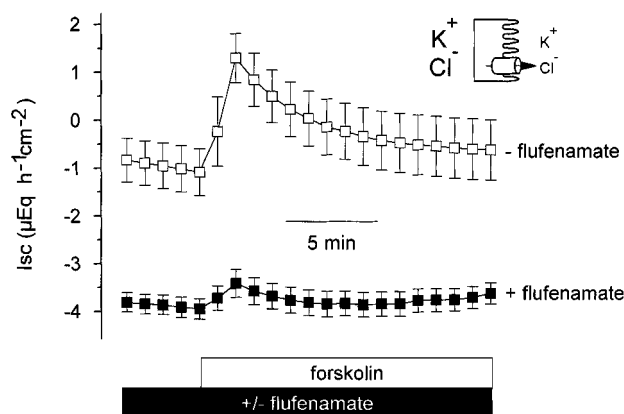 2
1
0
-1
-2
-3
-4
Isc (µEq h⁻¹cm⁻²)
K⁺
Cl⁻
K⁺
Cl⁻
- flufenamate
5 min
+ flufenamate
forskolin
+/- flufenamate